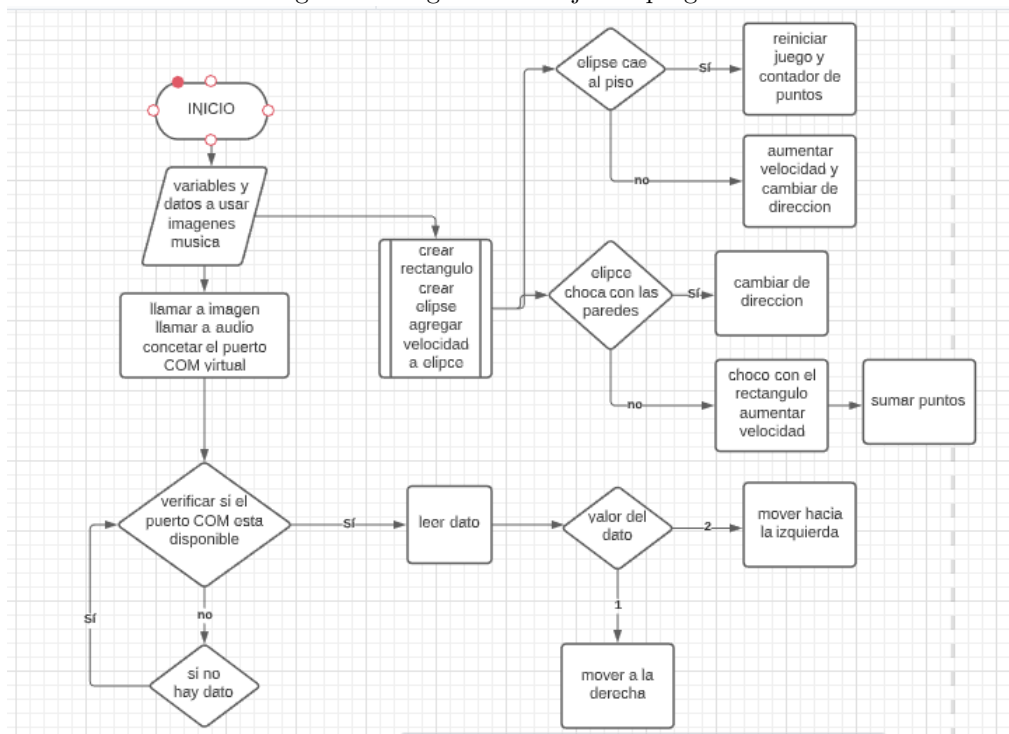 INICIO
variables y
datos a usar
imagenes
musica
llamar a imagen
llamar a audio
concetar el puerto
COM virtual
crear
rectangulo
crear
elipse
agregar
velocidad
a elipce
elipse cae
al piso
Sí
reiniciar
juego y
contador de
puntos
no
aumentar
velocidad y
cambiar de
direccion
elipce
choca con las
paredes
Sí
cambiar de
direccion
no
choco con el
rectangulo
aumentar
velocidad
sumar puntos
verificar si el
puerto COM esta
disponible
Sí
leer dato
valor del
dato
2
mover hacia
la izquierda
1
mover a la
derecha
no
si no
hay dato
Sí